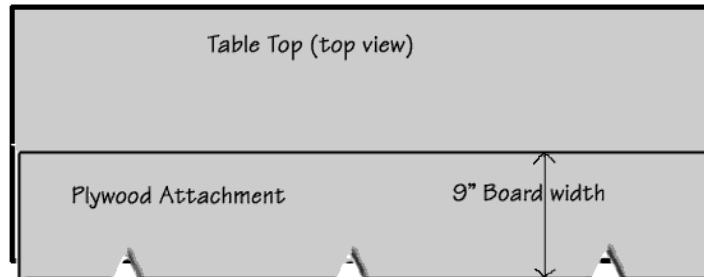 Table Top (top view)
Plywood Attachment
9” Board width